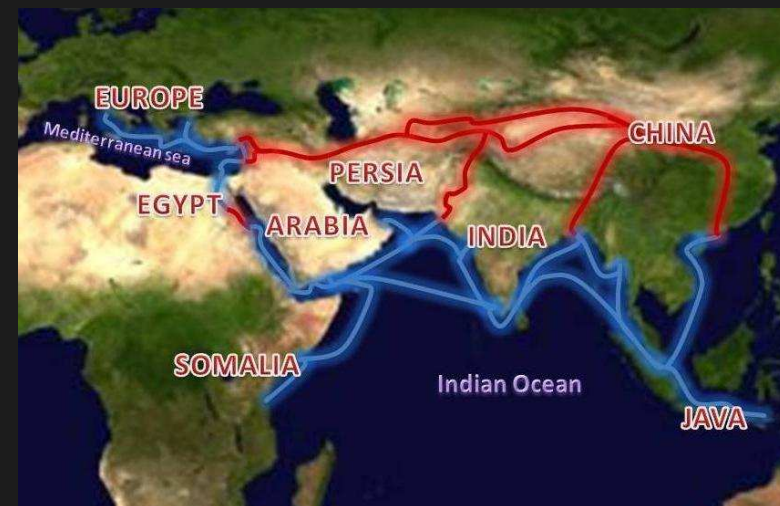 EUROPE
Mediterranean sea
CHINA
PERSIA
EGYPT
ARABIA
INDIA
SOMALIA
Indian Ocean
JAVA